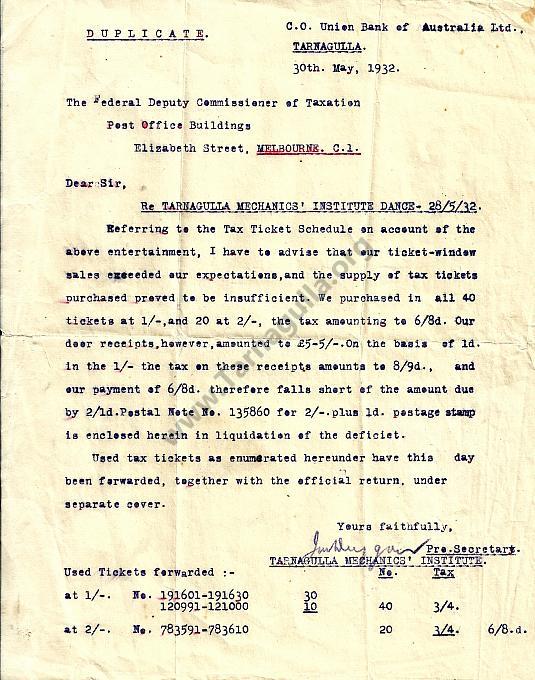 DUPLICATE.
C.O. Union Bank of Australia Ltd.,
TARNAGULLA.
30th. May, 1932.
The Federal Deputy Commissioner of Taxation
Post Office Buildings
Elizabeth Street, MELBOURNE. C.1.
Dear Sir,
Re TARNAGULLA MECHANICS' INSTITUTE DANCE- 28/5/32.
Referring to the Tax Ticket Schedule on account of the
above entertainment, I have to advise that our ticket-window
sales exceeded our expectations,and the supply of tax tickets
purchased proved to be insufficient. We purchased in all 40
tickets at 1/-,and 20 at 2/-, the tax amounting to 6/8d. Our
door receipts,however,amounted to £5-5/-.On the basis of 1d.
in the 1/- the tax on these receipts amounts to 8/9d., and
our payment of 6/8d. therefore falls short of the amount due
by 2/1d.Postal Note No. 135860 for 2/-.plus 1d. postage stamp
is enclosed herein in liquidation of the deficiet.
Used tax tickets as enumerated hereunder have this day
been forwarded, together with the official return, under
separate cover.
Yours faithfully,
Pro.Secretary.
TARNAGULLA MECHANICS' INSTITUTE.
Used Tickets forwarded :- No. Tax
at 1/-. No. 191601-191630 30
120991-121000 10 40 3/4.
at 2/-. No. 783591-783610 20 3/4. 6/8.d.
www.Tarnagulla.org